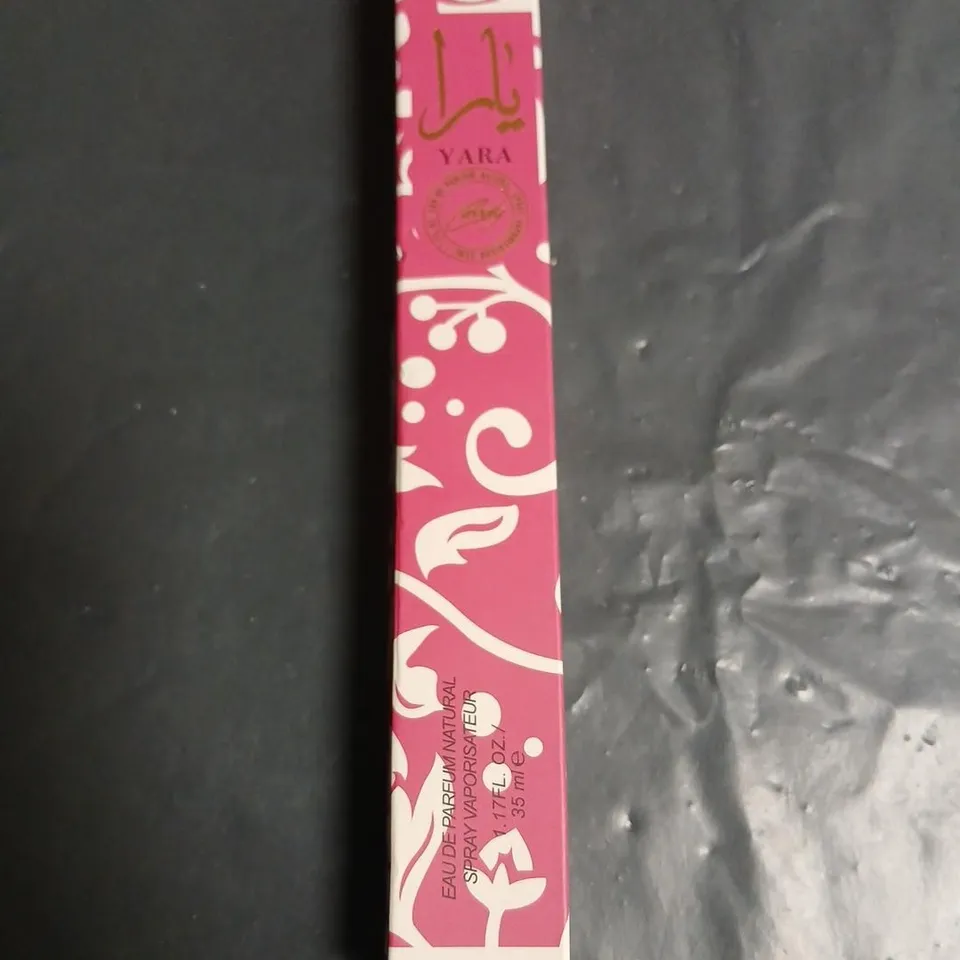 يارا
YARA
EAU DE PARFUM NATURAL
SPRAY VAPORISATEUR
1.17FL. OZ./
35 ml e